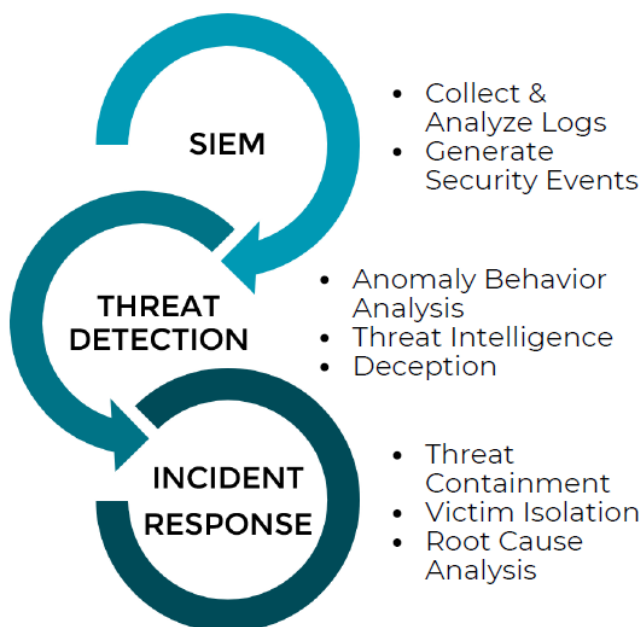 SIEM
• Collect &
Analyze Logs
• Generate
Security Events
THREAT
DETECTION
• Anomaly Behavior
Analysis
• Threat Intelligence
• Deception
INCIDENT
RESPONSE
• Threat
Containment
• Victim Isolation
• Root Cause
Analysis